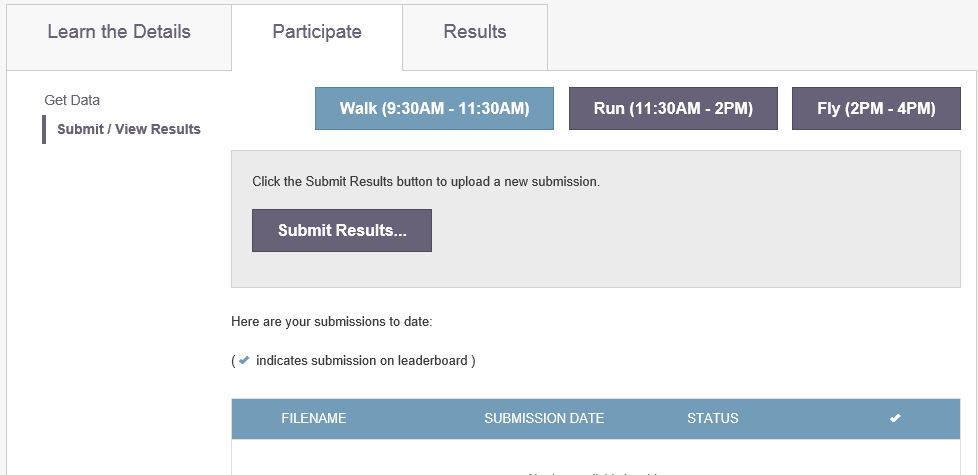 Learn the Details
Participate
Results
Get Data
Submit / View Results
Walk (9:30AM - 11:30AM)
Run (11:30AM - 2PM)
Fly (2PM - 4PM)
Click the Submit Results button to upload a new submission.
Submit Results...
Here are your submissions to date:
( ✔ indicates submission on leaderboard )
FILENAME SUBMISSION DATE STATUS ✔